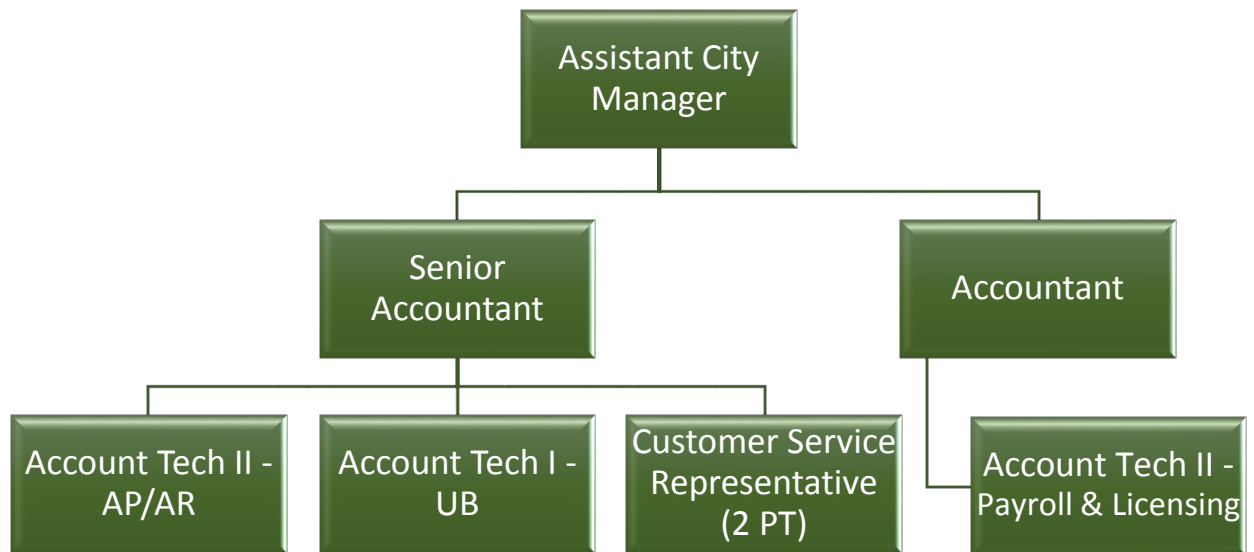 Assistant City
Manager
Senior
Accountant
Accountant
Account Tech II -
AP/AR
Account Tech I -
UB
Customer Service
Representative
(2 PT)
Account Tech II -
Payroll & Licensing